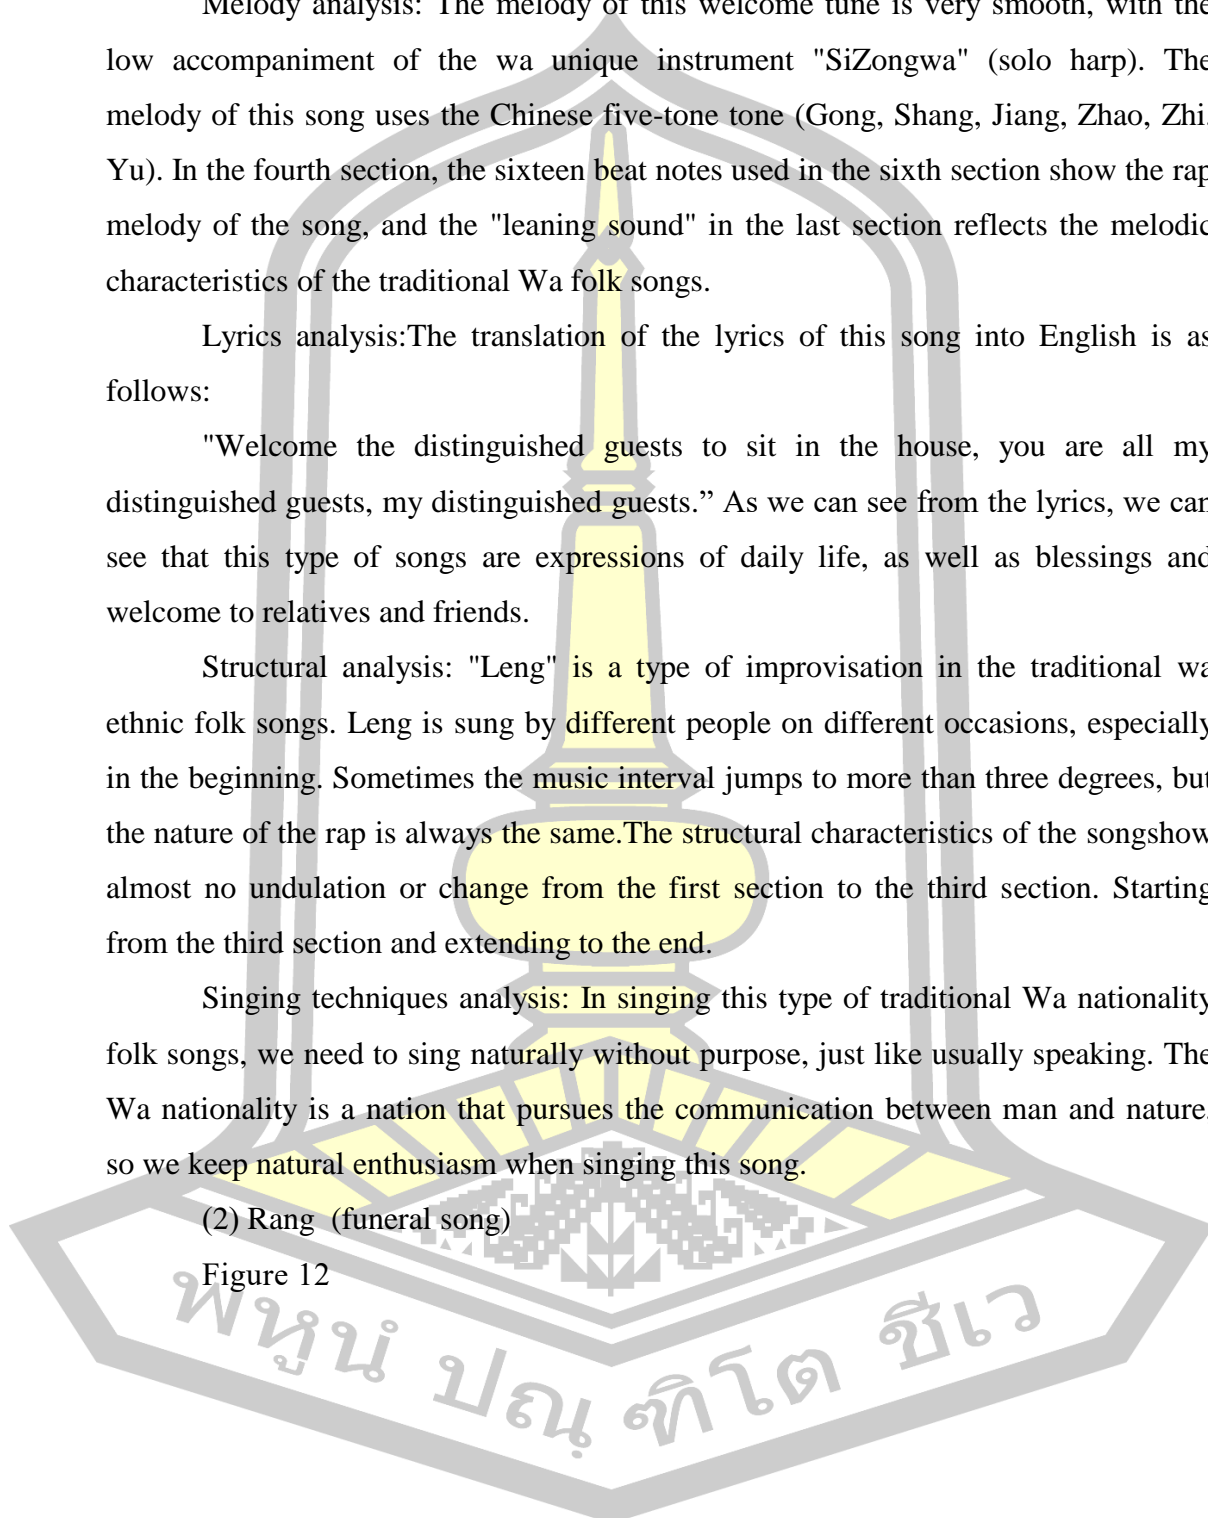 Melody analysis: The melody of this welcome tune is very smooth, with the
low accompaniment of the wa unique instrument "SiZongwa" (solo harp). The
melody of this song uses the Chinese five-tone tone (Gong, Shang, Jiang, Zhao, Zhi,
Yu). In the fourth section, the sixteen beat notes used in the sixth section show the rap
melody of the song, and the "leaning sound" in the last section reflects the melodic
characteristics of the traditional Wa folk songs.
Lyrics analysis:The translation of the lyrics of this song into English is as
follows:
"Welcome the distinguished guests to sit in the house, you are all my
distinguished guests, my distinguished guests.” As we can see from the lyrics, we can
see that this type of songs are expressions of daily life, as well as blessings and
welcome to relatives and friends.
Structural analysis: "Leng" is a type of improvisation in the traditional wa
ethnic folk songs. Leng is sung by different people on different occasions, especially
in the beginning. Sometimes the music interval jumps to more than three degrees, but
the nature of the rap is always the same.The structural characteristics of the songshow
almost no undulation or change from the first section to the third section. Starting
from the third section and extending to the end.
Singing techniques analysis: In singing this type of traditional Wa nationality
folk songs, we need to sing naturally without purpose, just like usually speaking. The
Wa nationality is a nation that pursues the communication between man and nature,
so we keep natural enthusiasm when singing this song.
(2) Rang (funeral song)
Figure 12
พหูนํ ปณฺฑิโต ชีเว